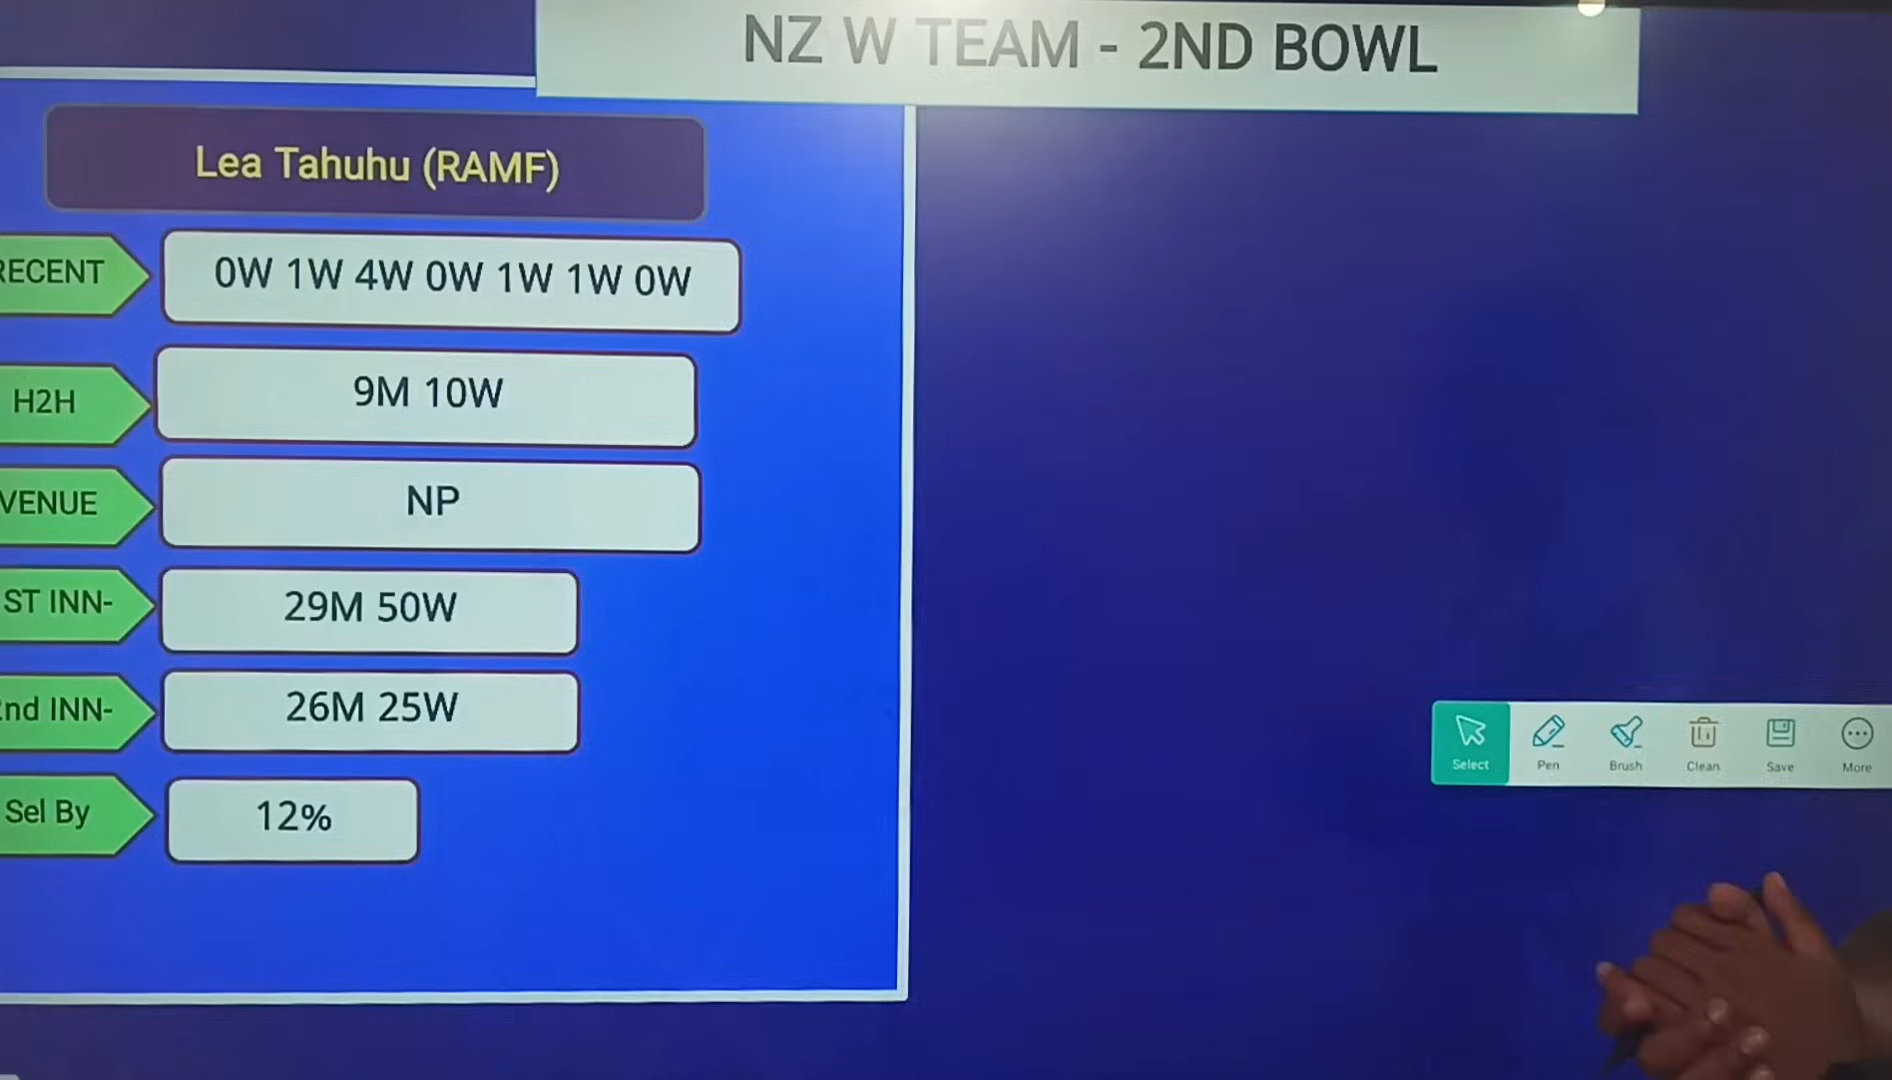 NZ W TEAM - 2ND BOWL
Lea Tahuhu (RAMF)
RECENT 0W 1W 4W 0W 1W 1W 0W
H2H 9M 10W
VENUE NP
ST INN- 29M 50W
nd INN- 26M 25W
Sel By 12%
Select Pen Brush Clean Save More